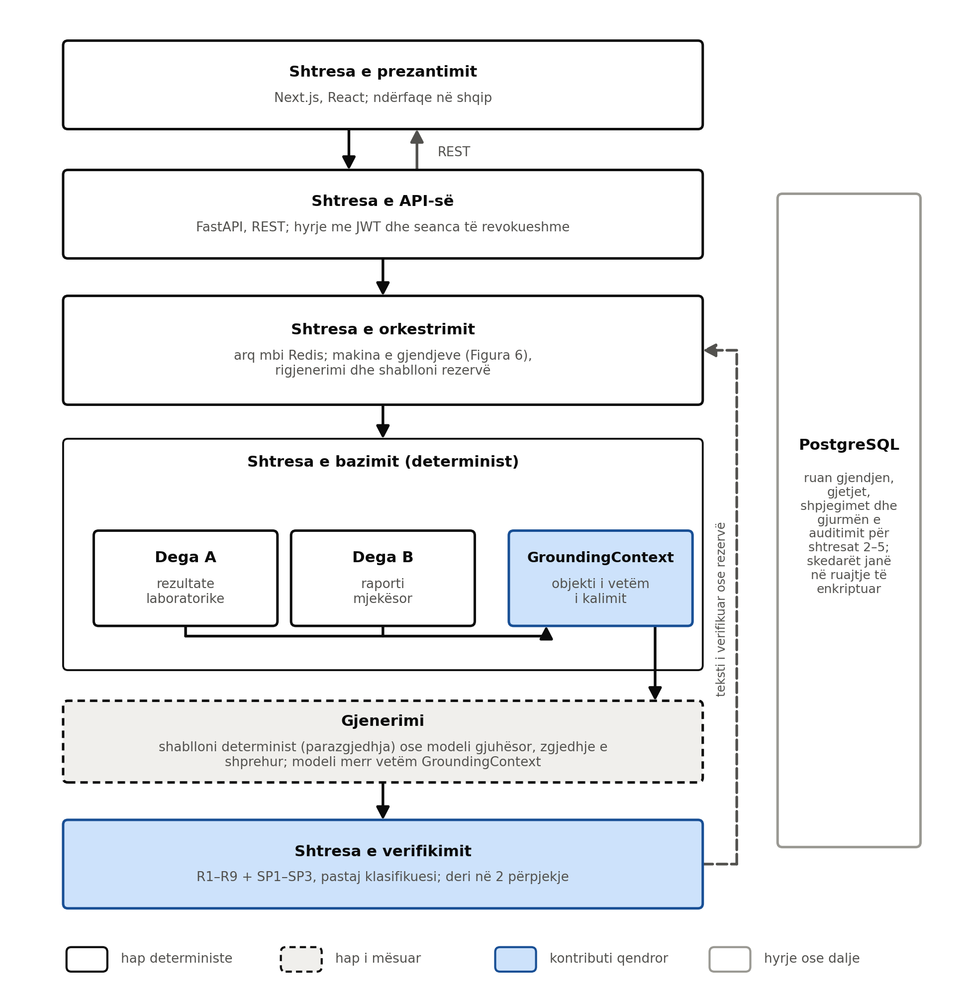 Shtresa e prezantimit
Next.js, React; ndërfaqe në shqip
REST
Shtresa e API-së
FastAPI, REST; hyrje me JWT dhe seanca të revokueshme
Shtresa e orkestrimit
arq mbi Redis; makina e gjendjeve (Figura 6),
rigjenerimi dhe shablloni rezervë
Shtresa e bazimit (determinist)
Dega A
rezultate
laboratorike
Dega B
raporti
mjekësor
GroundingContext
objekti i vetëm
i kalimit
Gjenerimi
shablloni determinist (parazgjedhja) ose modeli gjuhësor, zgjedhje e
shprehur; modeli merr vetëm GroundingContext
Shtresa e verifikimit
R1–R9 + SP1–SP3, pastaj klasifikuesi; deri në 2 përpjekje
teksti i verifikuar ose rezervë
PostgreSQL
ruan gjendjen,
gjetjet,
shpjegimet dhe
gjurmën e
auditimit për
shtresat 2–5;
skedarët janë
në ruajtje të
enkriptuar
hap deterministe
hap i mësuar
kontributi qendror
hyrje ose dalje